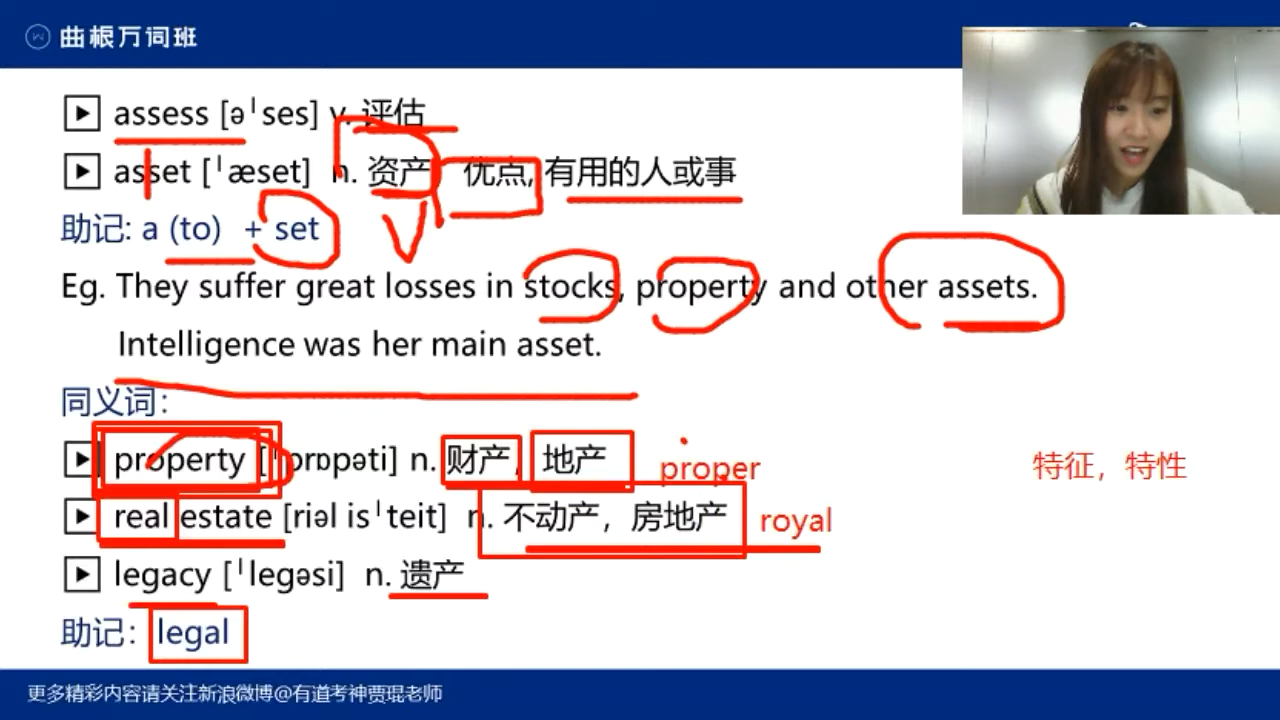 曲根万词班
assess [əˈses] v. 评估
asset [ˈæset] n. 资产, 优点, 有用的人或事
助记: a (to) + set
Eg. They suffer great losses in stocks, property and other assets.
Intelligence was her main asset.
同义词:
property [ˈprɒpəti] n. 财产, 地产 proper 特征，特性
real estate [riəl isˈteit] n. 不动产，房地产 royal
legacy [ˈleɡəsi] n. 遗产
助记：legal
更多精彩内容请关注新浪微博@有道考神贾琨老师